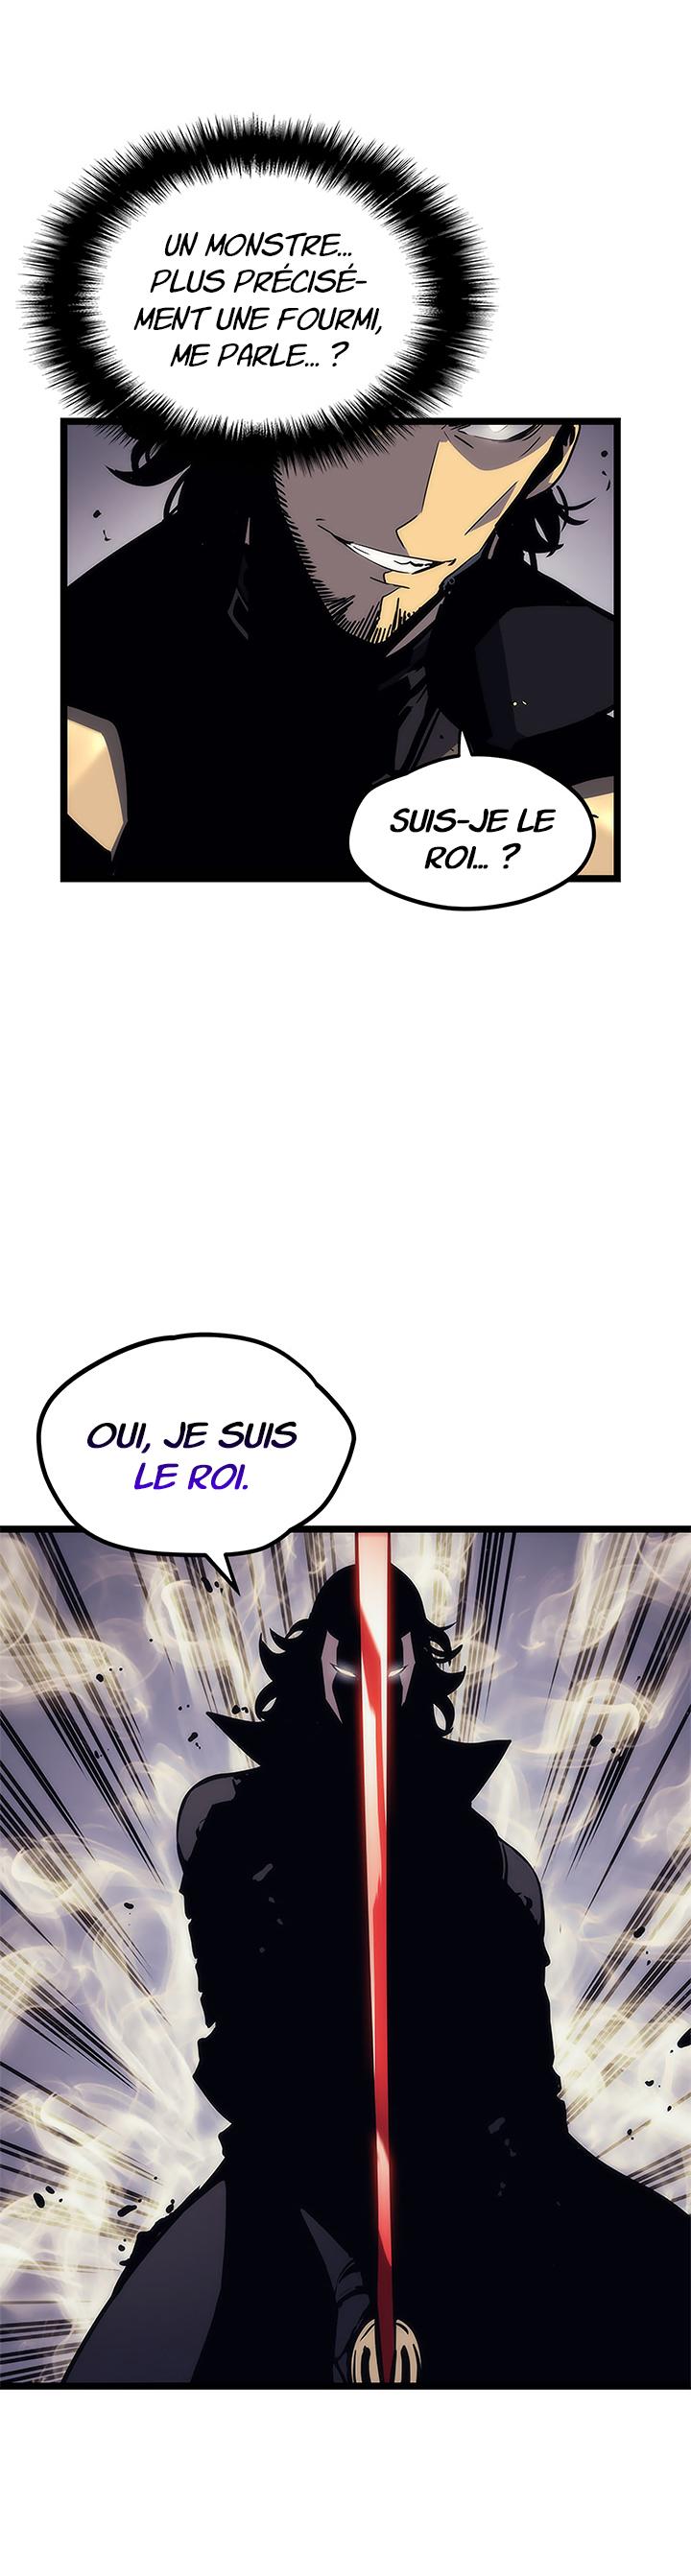 UN MONSTRE...
PLUS PRÉCISÉ-
MENT UNE FOURMI,
ME PARLE... ?
SUIS-JE LE
ROI... ?
OUI, JE SUIS
LE ROI.